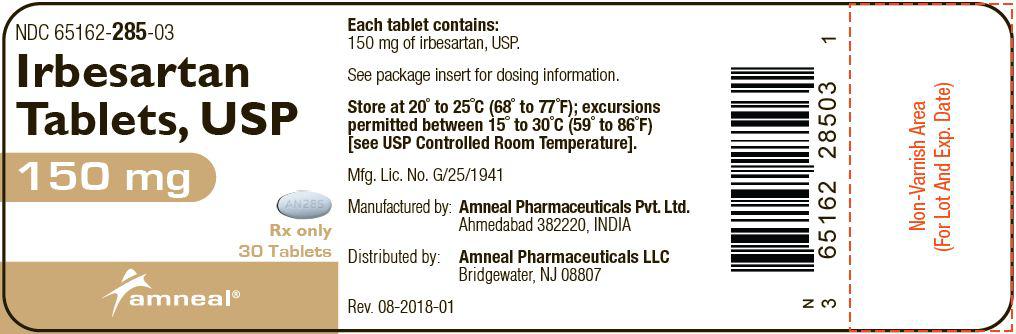 NDC 65162-285-03
Irbesartan
Tablets, USP
150 mg
AN285
Rx only
30 Tablets
amneal®
Each tablet contains:
150 mg of irbesartan, USP.
See package insert for dosing information.
Store at 20˚ to 25˚C (68˚ to 77˚F); excursions
permitted between 15˚ to 30˚C (59˚ to 86˚F)
[see USP Controlled Room Temperature].
Mfg. Lic. No. G/25/1941
Manufactured by: Amneal Pharmaceuticals Pvt. Ltd.
Ahmedabad 382220, INDIA
Distributed by: Amneal Pharmaceuticals LLC
Bridgewater, NJ 08807
Rev. 08-2018-01
N
3 65162 28503 1
Non-Varnish Area
(For Lot And Exp. Date)